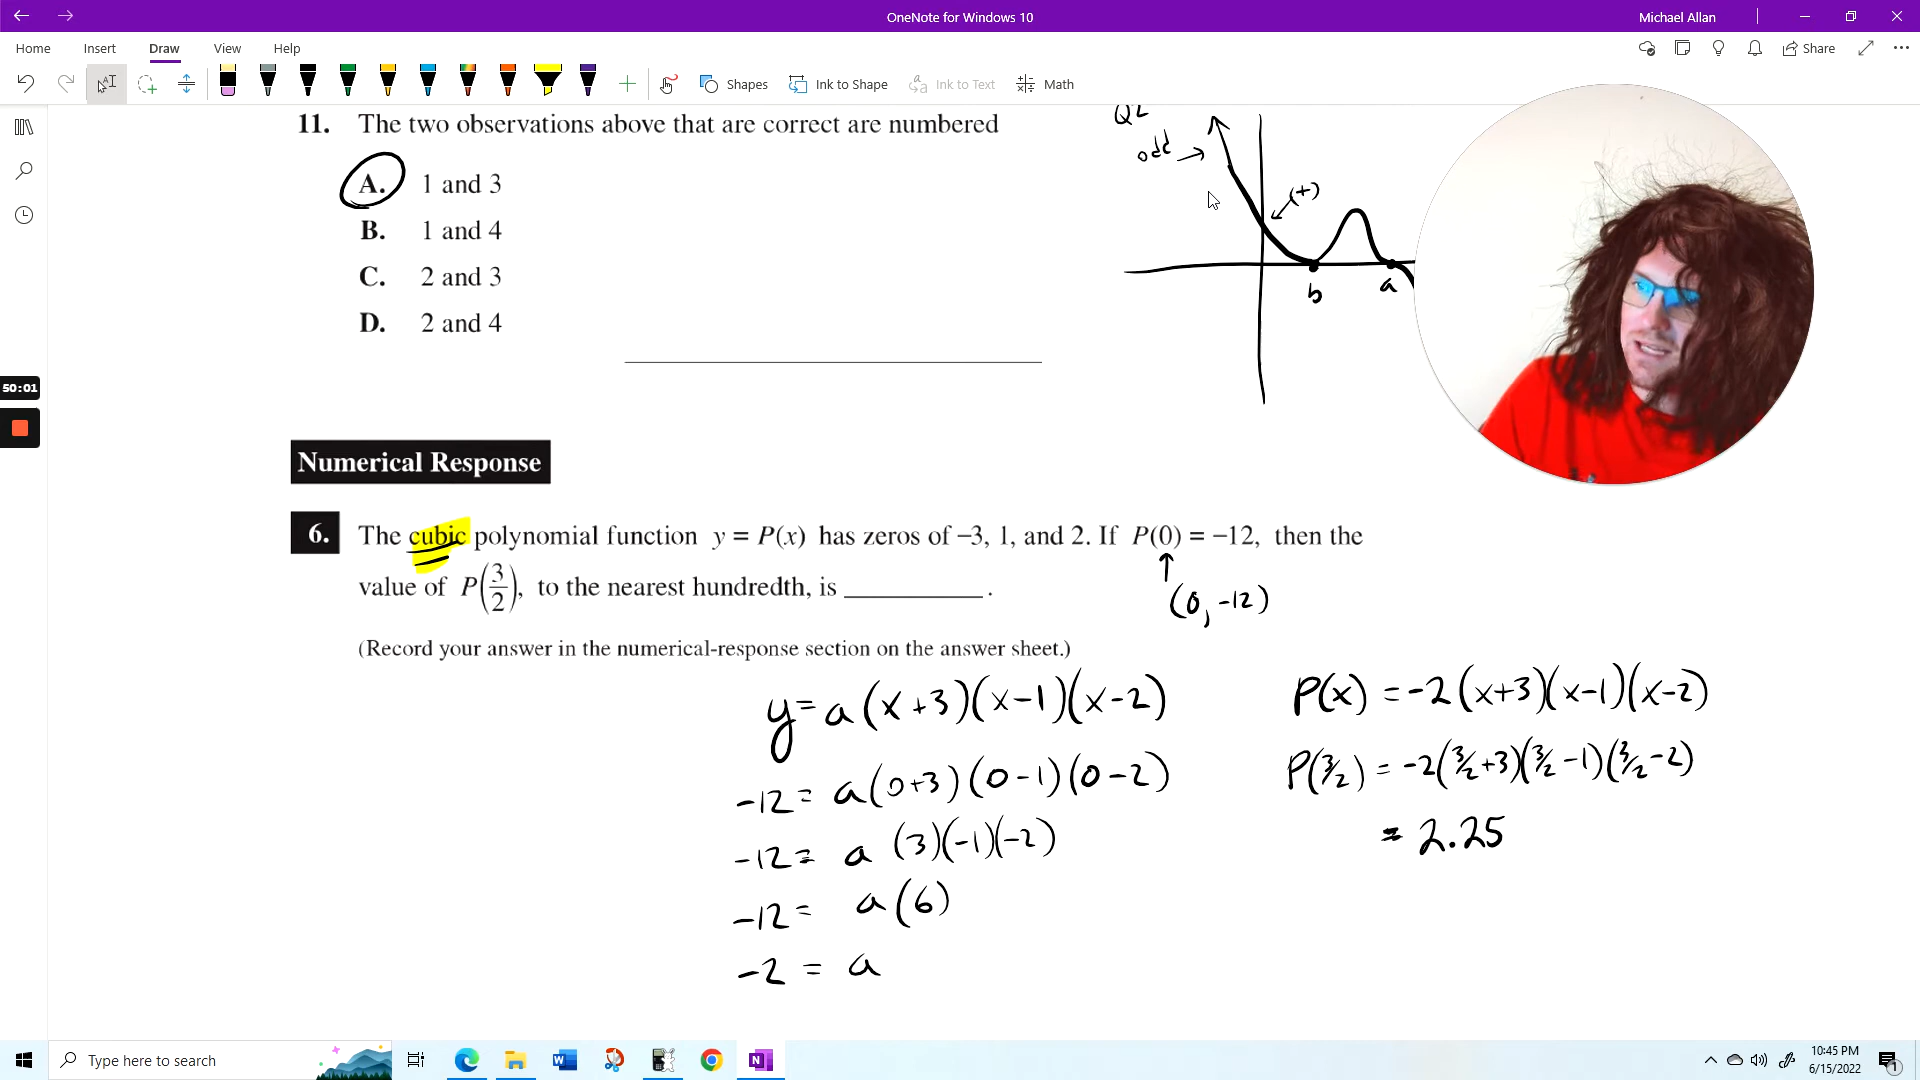 OneNote for Windows 10
Michael Allan
Home Insert Draw View Help
Share
Shapes
Ink to Shape
Ink to Text
Math
11. The two observations above that are correct are numbered
A. 1 and 3
B. 1 and 4
C. 2 and 3
D. 2 and 4
odd
(+)
b
a
50:01
Numerical Response
6. The cubic polynomial function y = P(x) has zeros of −3, 1, and 2. If P(0) = −12, then the
value of P(3/2), to the nearest hundredth, is ___________ .
(0, -12)
(Record your answer in the numerical-response section on the answer sheet.)
y = a(x+3)(x-1)(x-2)
-12 = a(0+3)(0-1)(0-2)
-12 = a (3)(-1)(-2)
-12 = a(6)
-2 = a
P(x) = -2(x+3)(x-1)(x-2)
P(3/2) = -2(3/2+3)(3/2-1)(3/2-2)
= 2.25
Type here to search
10:45 PM
6/15/2022
1